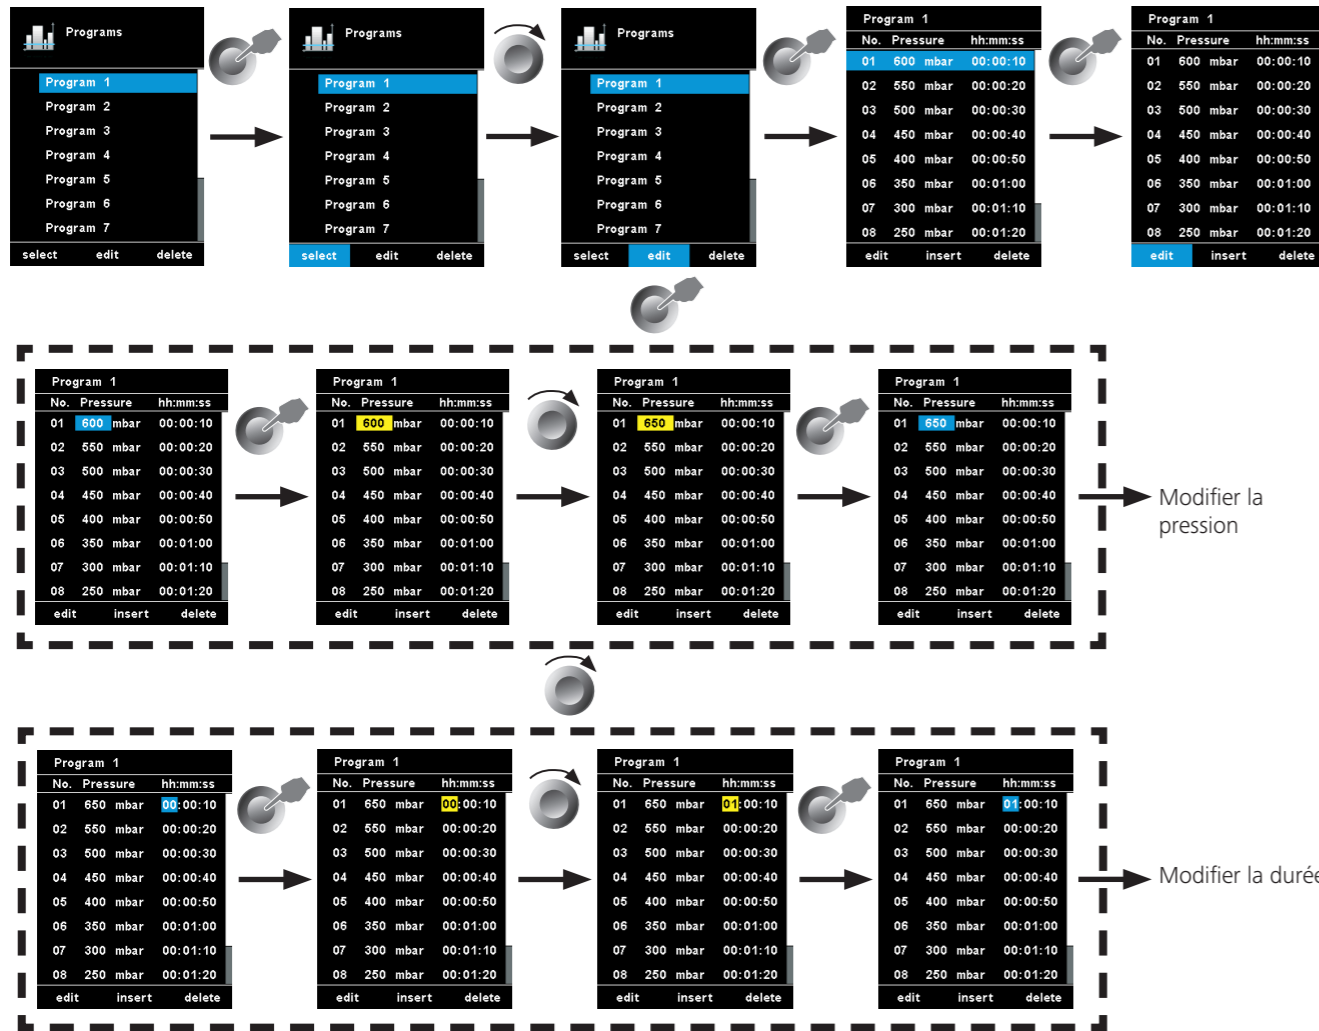 Programs
Program 1
Program 2
Program 3
Program 4
Program 5
Program 6
Program 7
select edit delete
Programs
Program 1
Program 2
Program 3
Program 4
Program 5
Program 6
Program 7
select edit delete
Programs
Program 1
Program 2
Program 3
Program 4
Program 5
Program 6
Program 7
select edit delete
Program 1
No. Pressure hh:mm:ss
01 600 mbar 00:00:10
02 550 mbar 00:00:20
03 500 mbar 00:00:30
04 450 mbar 00:00:40
05 400 mbar 00:00:50
06 350 mbar 00:01:00
07 300 mbar 00:01:10
08 250 mbar 00:01:20
edit insert delete
Program 1
No. Pressure hh:mm:ss
01 600 mbar 00:00:10
02 550 mbar 00:00:20
03 500 mbar 00:00:30
04 450 mbar 00:00:40
05 400 mbar 00:00:50
06 350 mbar 00:01:00
07 300 mbar 00:01:10
08 250 mbar 00:01:20
edit insert delete
Program 1
No. Pressure hh:mm:ss
01 600 mbar 00:00:10
02 550 mbar 00:00:20
03 500 mbar 00:00:30
04 450 mbar 00:00:40
05 400 mbar 00:00:50
06 350 mbar 00:01:00
07 300 mbar 00:01:10
08 250 mbar 00:01:20
edit insert delete
Program 1
No. Pressure hh:mm:ss
01 600 mbar 00:00:10
02 550 mbar 00:00:20
03 500 mbar 00:00:30
04 450 mbar 00:00:40
05 400 mbar 00:00:50
06 350 mbar 00:01:00
07 300 mbar 00:01:10
08 250 mbar 00:01:20
edit insert delete
Program 1
No. Pressure hh:mm:ss
01 650 mbar 00:00:10
02 550 mbar 00:00:20
03 500 mbar 00:00:30
04 450 mbar 00:00:40
05 400 mbar 00:00:50
06 350 mbar 00:01:00
07 300 mbar 00:01:10
08 250 mbar 00:01:20
edit insert delete
Program 1
No. Pressure hh:mm:ss
01 650 mbar 00:00:10
02 550 mbar 00:00:20
03 500 mbar 00:00:30
04 450 mbar 00:00:40
05 400 mbar 00:00:50
06 350 mbar 00:01:00
07 300 mbar 00:01:10
08 250 mbar 00:01:20
edit insert delete
Modifier la
pression
Program 1
No. Pressure hh:mm:ss
01 650 mbar 00:00:10
02 550 mbar 00:00:20
03 500 mbar 00:00:30
04 450 mbar 00:00:40
05 400 mbar 00:00:50
06 350 mbar 00:01:00
07 300 mbar 00:01:10
08 250 mbar 00:01:20
edit insert delete
Program 1
No. Pressure hh:mm:ss
01 650 mbar 00:00:10
02 550 mbar 00:00:20
03 500 mbar 00:00:30
04 450 mbar 00:00:40
05 400 mbar 00:00:50
06 350 mbar 00:01:00
07 300 mbar 00:01:10
08 250 mbar 00:01:20
edit insert delete
Program 1
No. Pressure hh:mm:ss
01 650 mbar 01:00:10
02 550 mbar 00:00:20
03 500 mbar 00:00:30
04 450 mbar 00:00:40
05 400 mbar 00:00:50
06 350 mbar 00:01:00
07 300 mbar 00:01:10
08 250 mbar 00:01:20
edit insert delete
Program 1
No. Pressure hh:mm:ss
01 650 mbar 01:00:10
02 550 mbar 00:00:20
03 500 mbar 00:00:30
04 450 mbar 00:00:40
05 400 mbar 00:00:50
06 350 mbar 00:01:00
07 300 mbar 00:01:10
08 250 mbar 00:01:20
edit insert delete
Modifier la durée